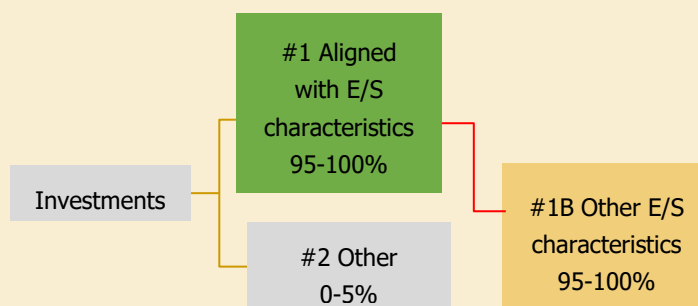 #1 Aligned
with E/S
characteristics
95-100%
Investments
#1B Other E/S
characteristics
95-100%
#2 Other
0-5%